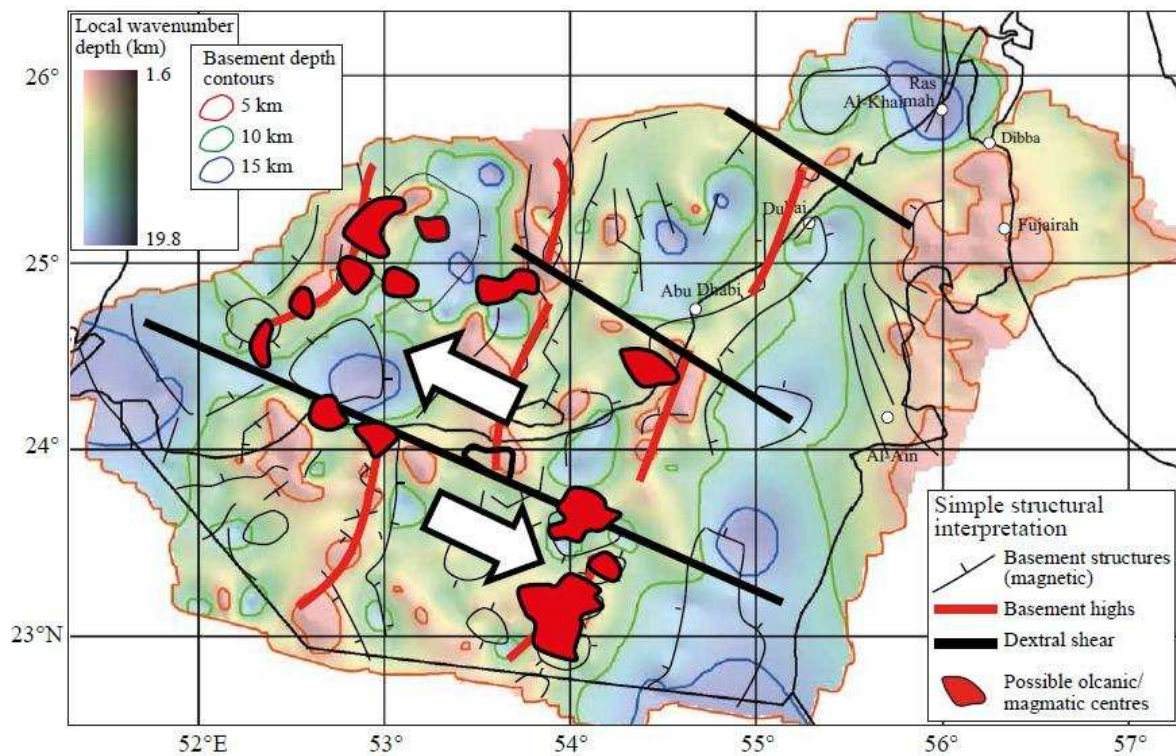 Local wavenumber
depth (km)
1.6
19.8
Basement depth
contours
5 km
10 km
15 km
26°
25°
24°
23°N
52°E
53°
54°
55°
56°
57°
Ras
Al-Khaimah
Dibba
Dubai
Fujairah
Abu Dhabi
Al-Ain
Simple structural
interpretation
Basement structures
(magnetic)
Basement highs
Dextral shear
Possible olcanic/
magmatic centres